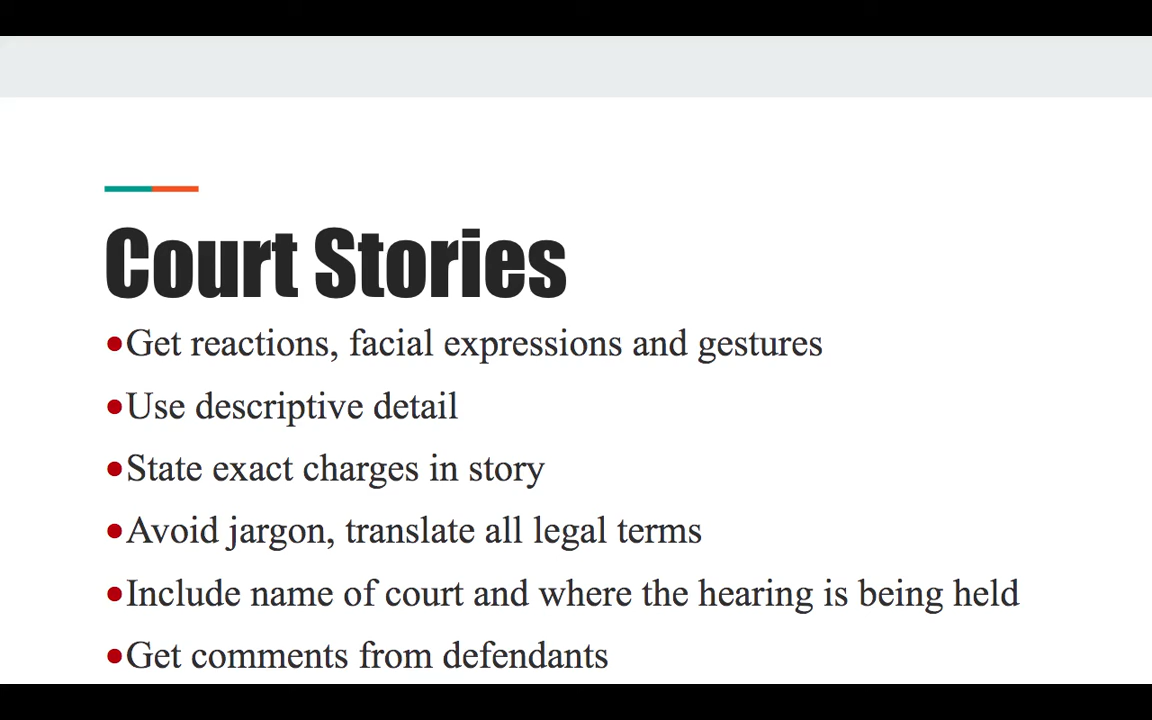 Court Stories
●Get reactions, facial expressions and gestures
●Use descriptive detail
●State exact charges in story
●Avoid jargon, translate all legal terms
●Include name of court and where the hearing is being held
●Get comments from defendants